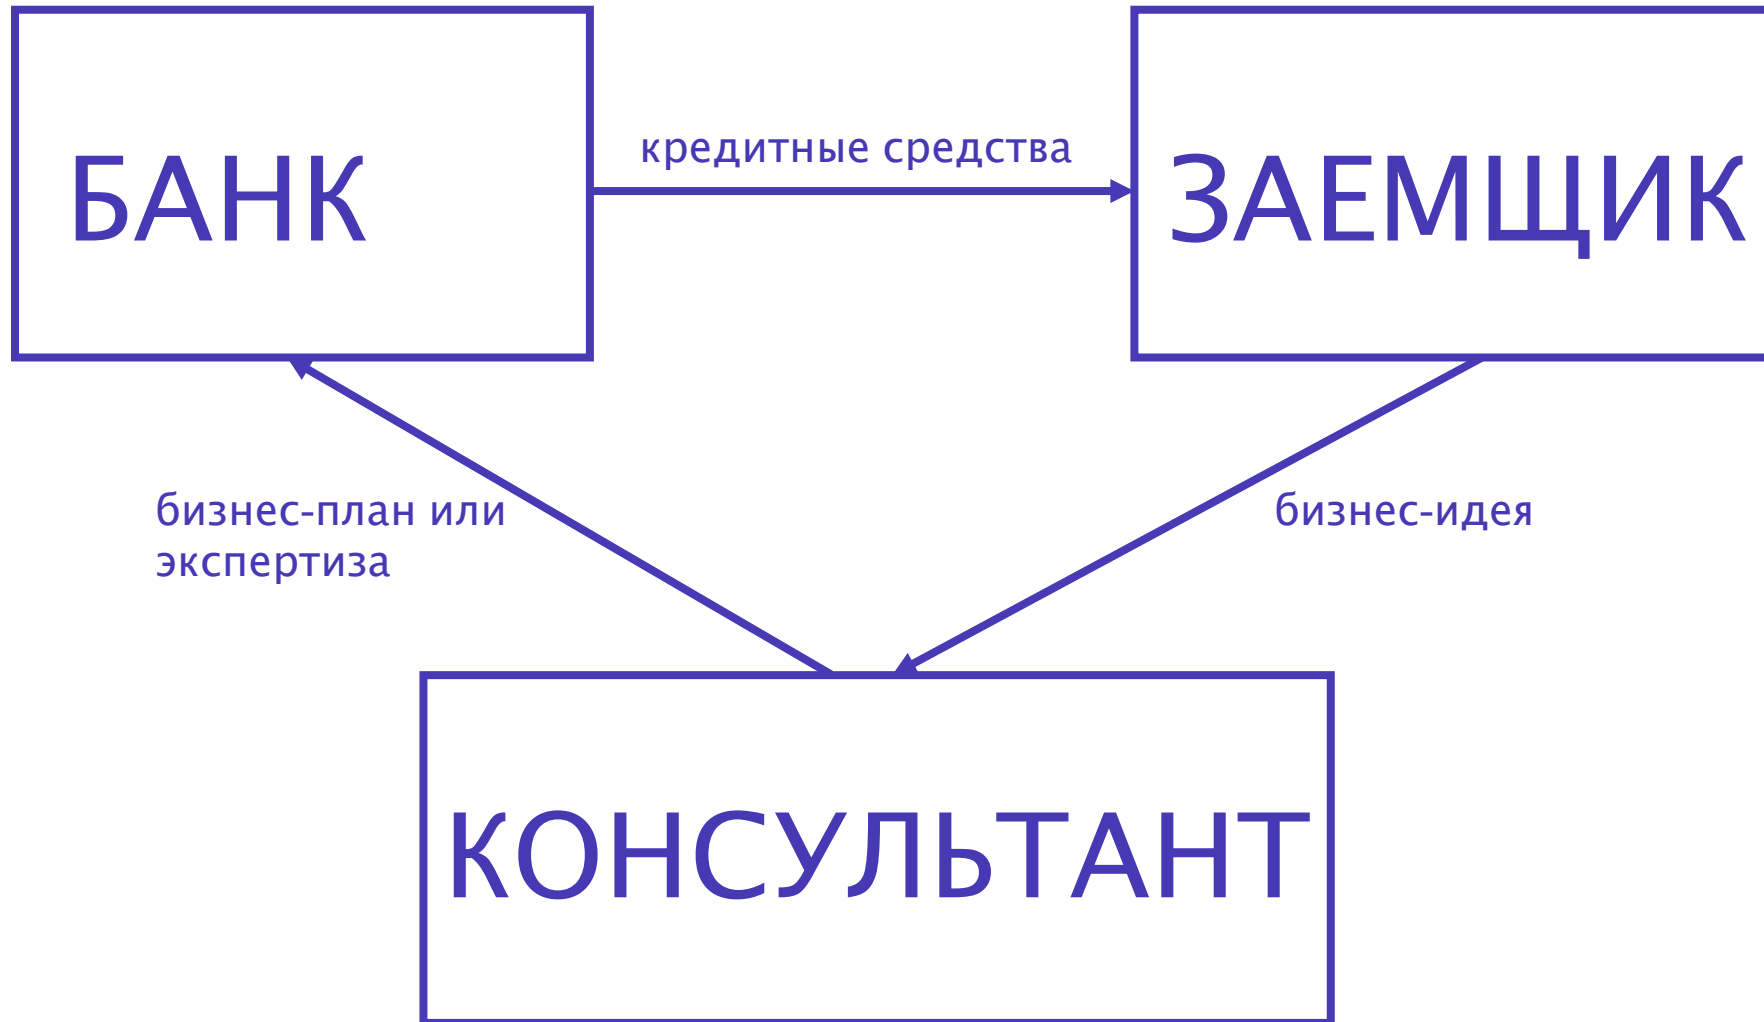 БАНК
кредитные средства
ЗАЕМЩИК
бизнес-план или
экспертиза
бизнес-идея
КОНСУЛЬТАНТ